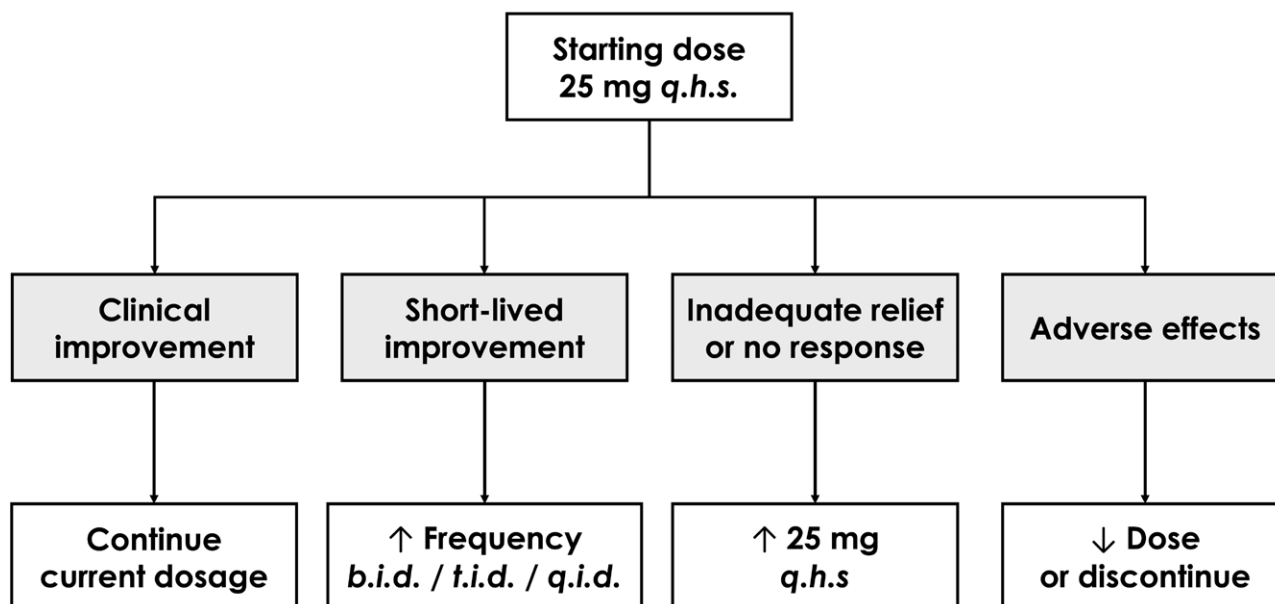 Starting dose
25 mg q.h.s.
Clinical
improvement
Short-lived
improvement
Inadequate relief
or no response
Adverse effects
Continue
current dosage
↑ Frequency
b.i.d. / t.i.d. / q.i.d.
↑ 25 mg
q.h.s
↓ Dose
or discontinue